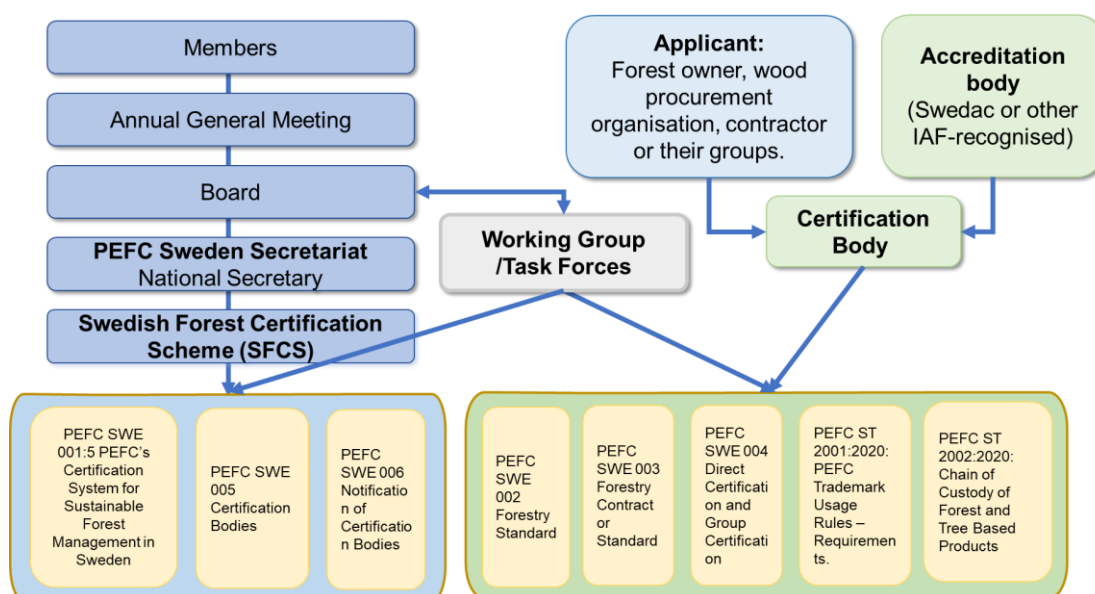 Members
Annual General Meeting
Board
PEFC Sweden Secretariat
National Secretary
Swedish Forest Certification
Scheme (SFCS)
Working Group
/Task Forces
Applicant:
Forest owner, wood
procurement
organisation, contractor
or their groups.
Accreditation
body
(Swedac or other
IAF-recognised)
Certification
Body
PEFC SWE
001:5 PEFC's
Certification
System for
Sustainable
Forest
Management in
Sweden
PEFC SWE
005
Certification
Bodies
PEFC
SWE 006
Notificatio
n of
Certificatio
n Bodies
PEFC
SWE
002
Forestry
Standard
PEFC
SWE 003
Forestry
Contract
or
Standard
PEFC
SWE 004
Direct
Certificati
on and
Group
Certificati
on
PEFC ST
2001:2020:
PEFC
Trademark
Usage
Rules –
Requiremen
ts.
PEFC ST
2002:2020:
Chain of
Custody of
Forest and
Tree Based
Products